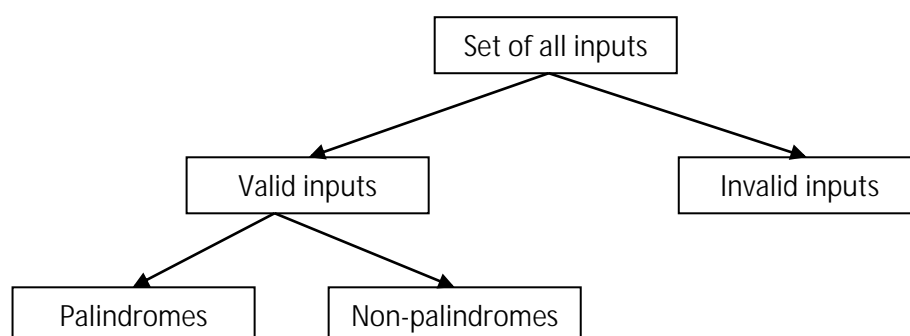 Set of all inputs
Valid inputs
Invalid inputs
Palindromes
Non-palindromes